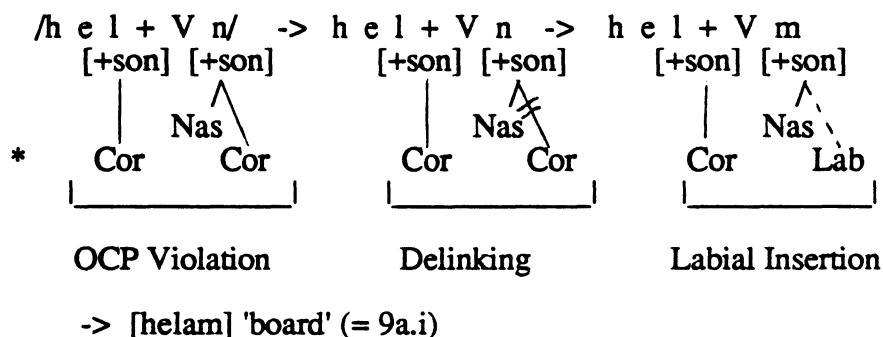 /h e l + V n/ -> h e l + V n -> h e l + V m
[+son] [+son] [+son] [+son] [+son] [+son]
Nas Nas Nas
* Cor Cor Cor Cor Cor Lab
OCP Violation Delinking Labial Insertion
-> [helam] 'board' (= 9a.i)